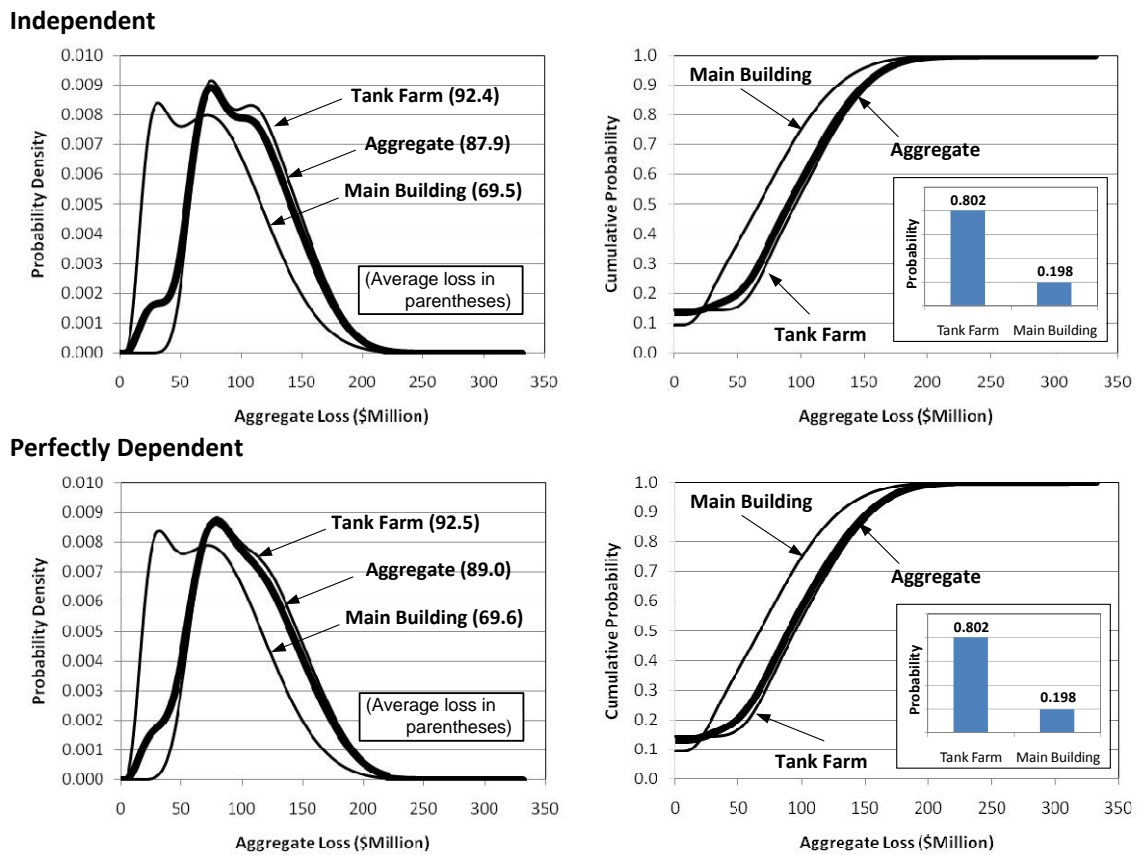 Independent
0.010
0.009
0.008
0.007
0.006
0.005
0.004
0.003
0.002
0.001
0.000
Probability Density
Tank Farm (92.4)
Aggregate (87.9)
Main Building (69.5)
(Average loss in
parentheses)
0 50 100 150 200 250 300 350
Aggregate Loss ($Million)
1.0
0.9
0.8
0.7
0.6
0.5
0.4
0.3
0.2
0.1
0.0
Cumulative Probability
Main Building
Aggregate
Tank Farm
Probability
0.802
0.198
Tank Farm Main Building
0 50 100 150 200 250 300 350
Aggregate Loss ($Million)
Perfectly Dependent
0.010
0.009
0.008
0.007
0.006
0.005
0.004
0.003
0.002
0.001
0.000
Probability Density
Tank Farm (92.5)
Aggregate (89.0)
Main Building (69.6)
(Average loss in
parentheses)
0 50 100 150 200 250 300 350
Aggregate Loss ($Million)
1.0
0.9
0.8
0.7
0.6
0.5
0.4
0.3
0.2
0.1
0.0
Cumulative Probability
Main Building
Aggregate
Tank Farm
Probability
0.802
0.198
Tank Farm Main Building
0 50 100 150 200 250 300 350
Aggregate Loss ($Million)